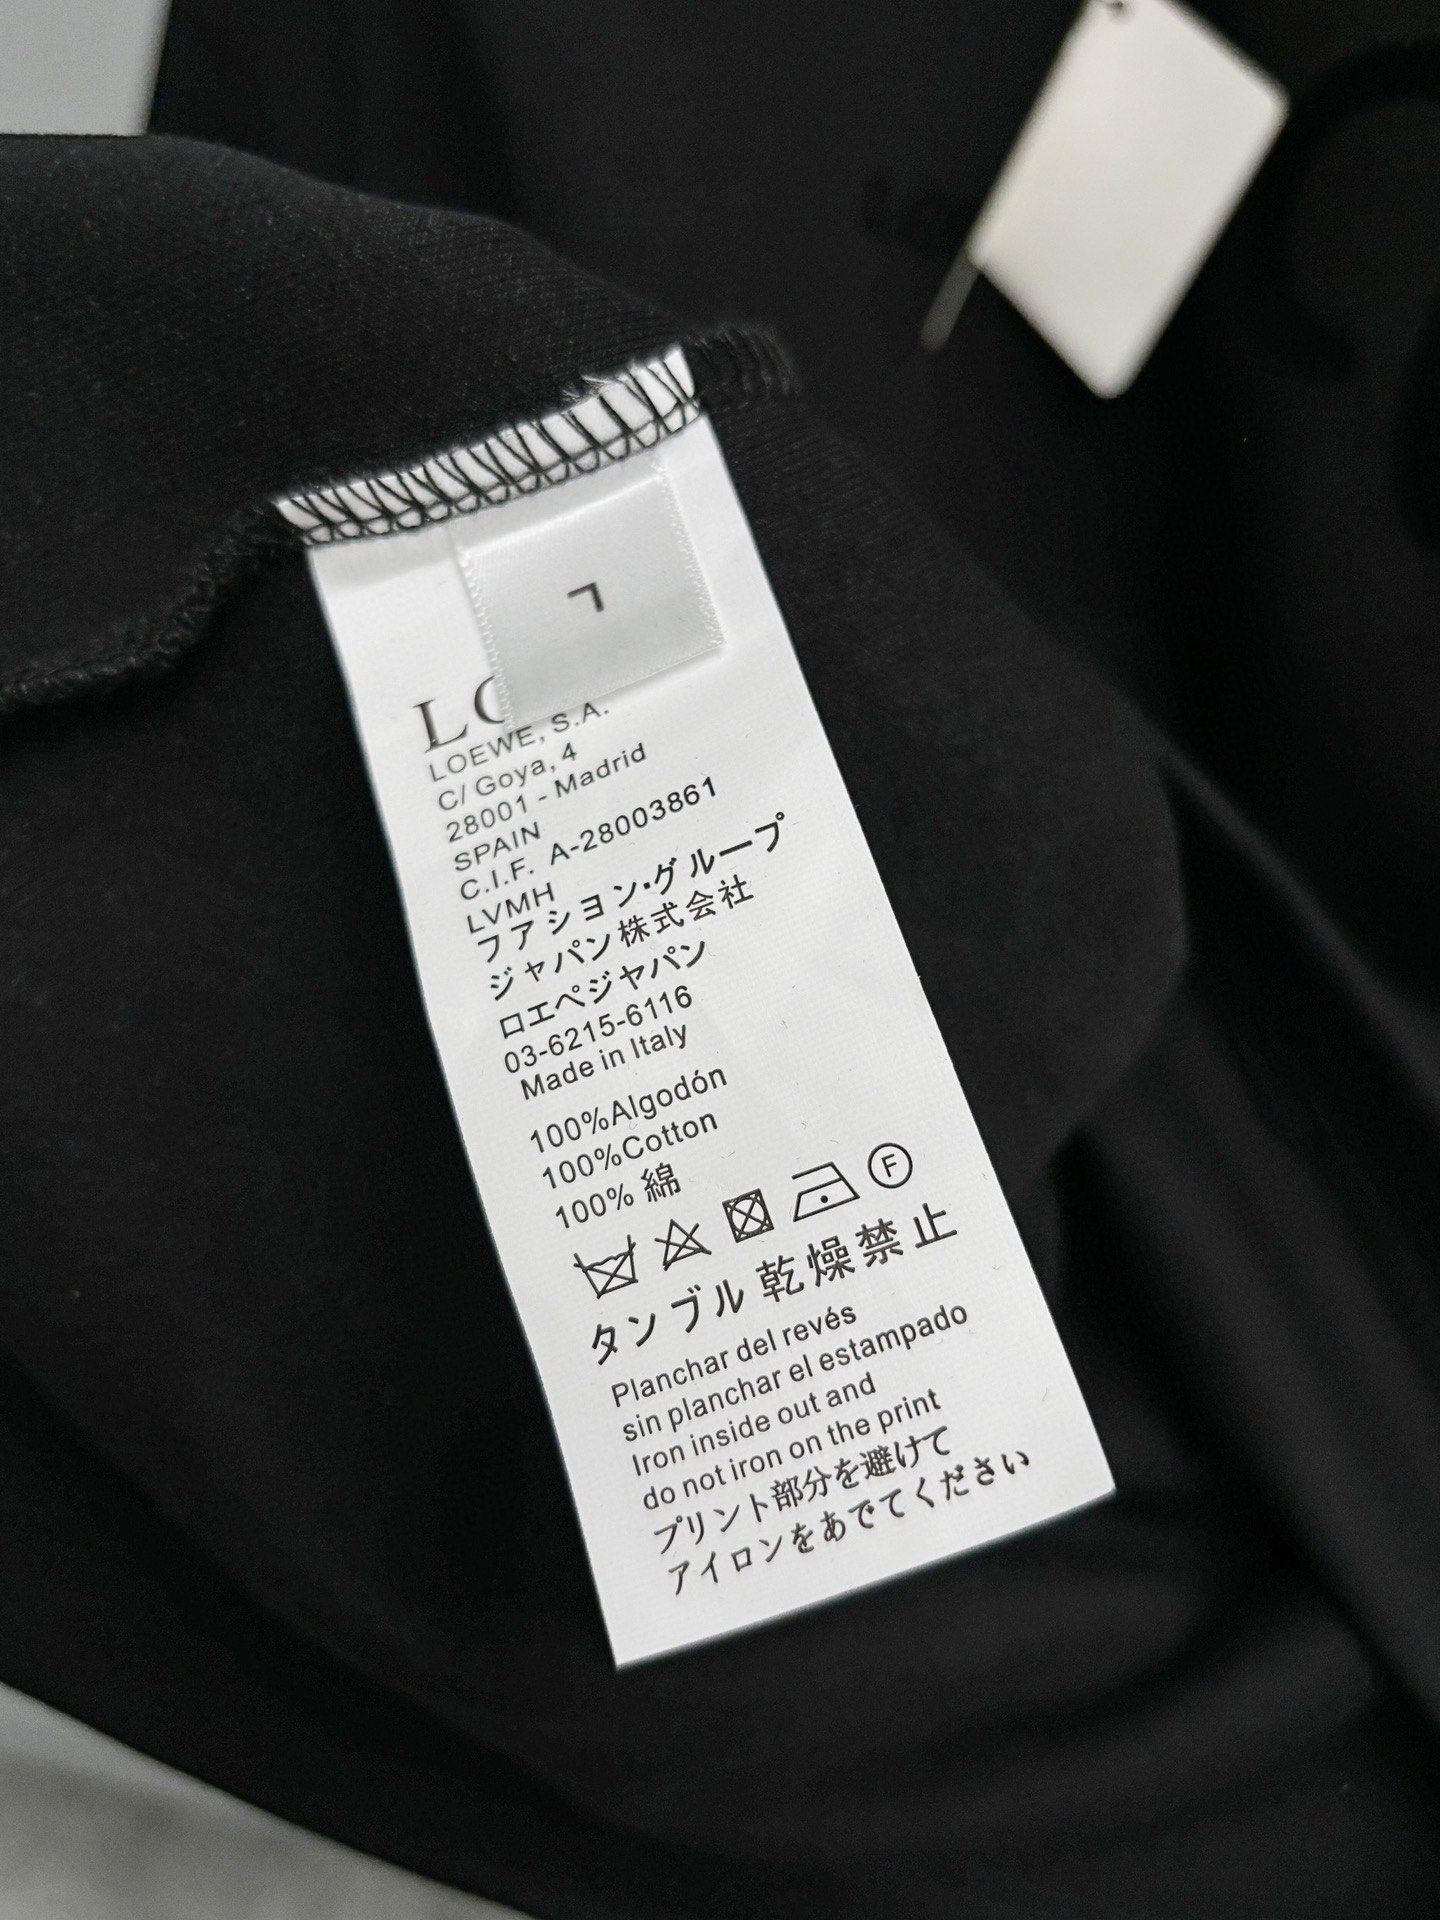 L
LO
LOEWE, S.A.
C/ Goya, 4
28001 - Madrid
SPAIN
C.I.F. A-28003861
LVMH
ファション・グループ
ジャパン株式会社
ロエペジャパン
03-6215-6116
Made in Italy
100%Algodón
100%Cotton
100% 綿
F
タンブル乾燥禁止
Planchar del revés
sin planchar el estampado
Iron inside out and
do not iron on the print
プリント部分を避けて
アイロンをあでてください